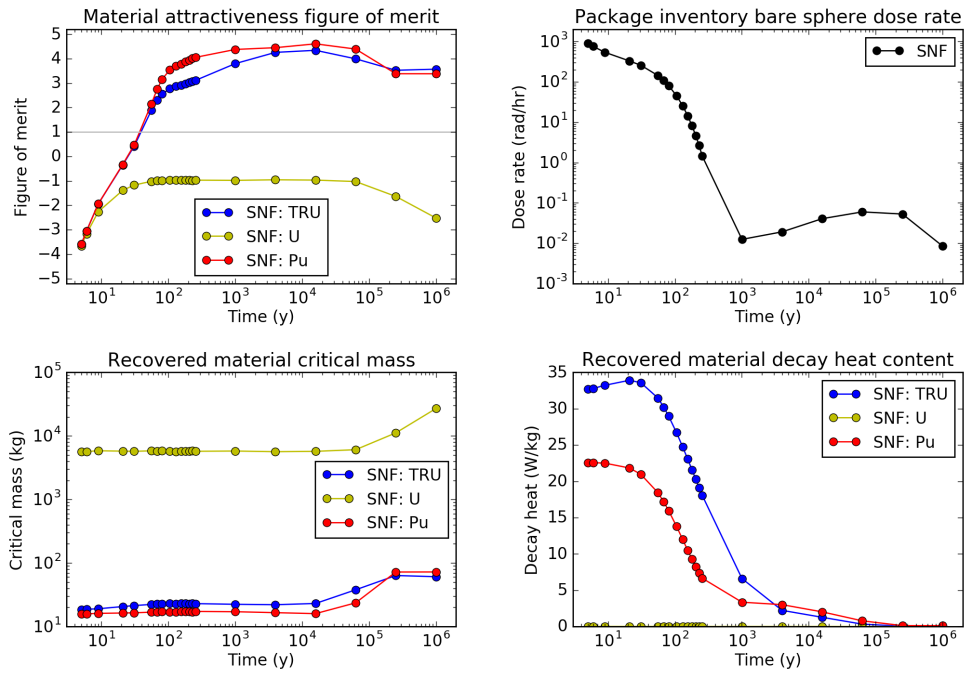 Material attractiveness figure of merit
5
4
3
2
1
0
−1
−2
−3
−4
−5
Figure of merit
SNF: TRU
SNF: U
SNF: Pu
10^1 10^2 10^3 10^4 10^5 10^6
Time (y)
Package inventory bare sphere dose rate
10^3
10^2
10^1
10^0
10^−1
10^−2
10^−3
Dose rate (rad/hr)
SNF
10^1 10^2 10^3 10^4 10^5 10^6
Time (y)
Recovered material critical mass
10^5
10^4
10^3
10^2
10^1
Critical mass (kg)
SNF: TRU
SNF: U
SNF: Pu
10^1 10^2 10^3 10^4 10^5 10^6
Time (y)
Recovered material decay heat content
35
30
25
20
15
10
5
0
Decay heat (W/kg)
SNF: TRU
SNF: U
SNF: Pu
10^1 10^2 10^3 10^4 10^5 10^6
Time (y)